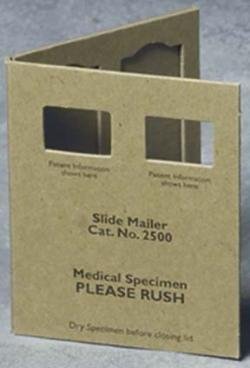 Patient Information
shows here
Patient Information
shows here
Slide Mailer
Cat. No. 2500
Medical Specimen
PLEASE RUSH
Dry Specimen before closing lid